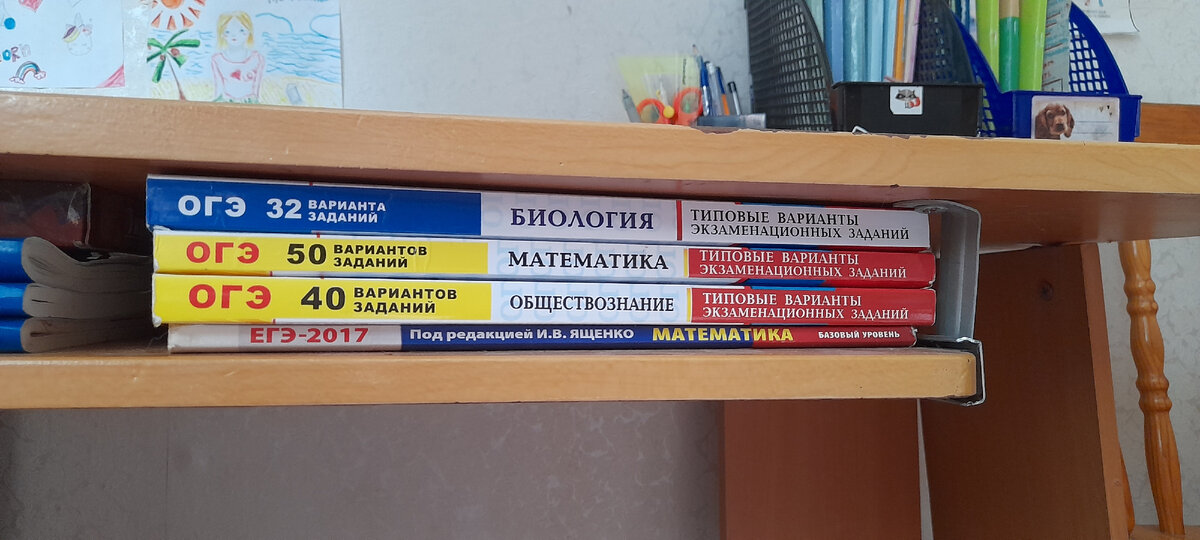 ORN
ОГЭ 32 ВАРИАНТА ЗАДАНИЙ БИОЛОГИЯ ТИПОВЫЕ ВАРИАНТЫ ЭКЗАМЕНАЦИОННЫХ ЗАДАНИЙ
ОГЭ 50 ВАРИАНТОВ ЗАДАНИЙ МАТЕМАТИКА ТИПОВЫЕ ВАРИАНТЫ ЭКЗАМЕНАЦИОННЫХ ЗАДАНИЙ
ОГЭ 40 ВАРИАНТОВ ЗАДАНИЙ ОБЩЕСТВОЗНАНИЕ ТИПОВЫЕ ВАРИАНТЫ ЭКЗАМЕНАЦИОННЫХ ЗАДАНИЙ
ЕГЭ-2017 Под редакцией И.В. ЯЩЕНКО МАТЕМАТИКА БАЗОВЫЙ УРОВЕНЬ